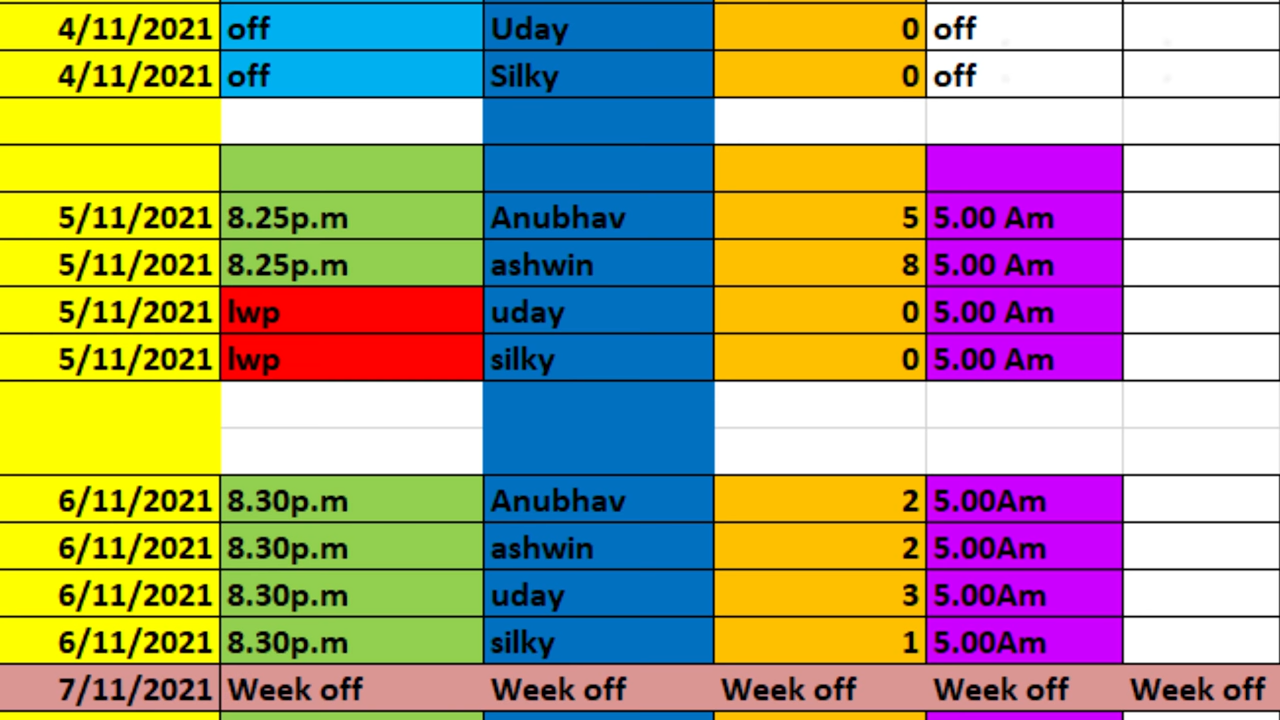 4/11/2021 off Uday 0 off
4/11/2021 off Silky 0 off
5/11/2021 8.25p.m Anubhav 5 5.00 Am
5/11/2021 8.25p.m ashwin 8 5.00 Am
5/11/2021 lwp uday 0 5.00 Am
5/11/2021 lwp silky 0 5.00 Am
6/11/2021 8.30p.m Anubhav 2 5.00Am
6/11/2021 8.30p.m ashwin 2 5.00Am
6/11/2021 8.30p.m uday 3 5.00Am
6/11/2021 8.30p.m silky 1 5.00Am
7/11/2021 Week off Week off Week off Week off Week off